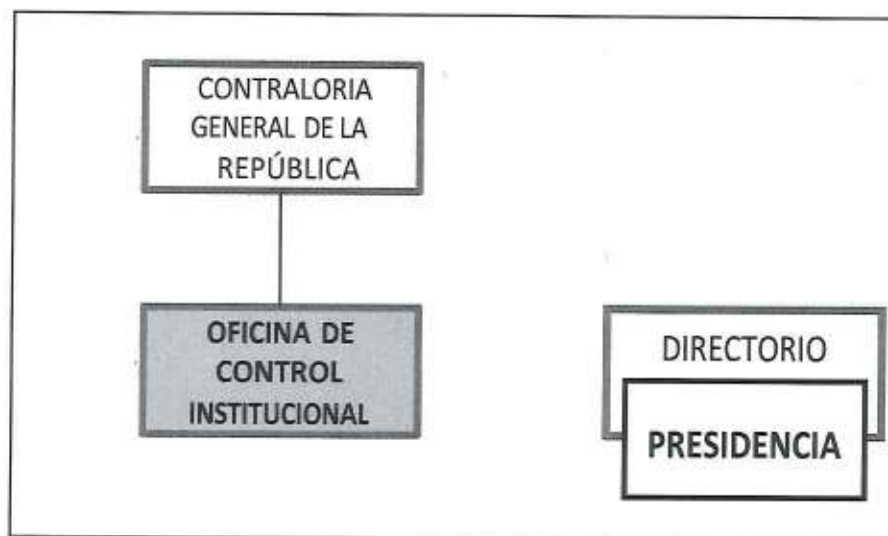 CONTRALORIA
GENERAL DE LA
REPÚBLICA
OFICINA DE
CONTROL
INSTITUCIONAL
DIRECTORIO
PRESIDENCIA